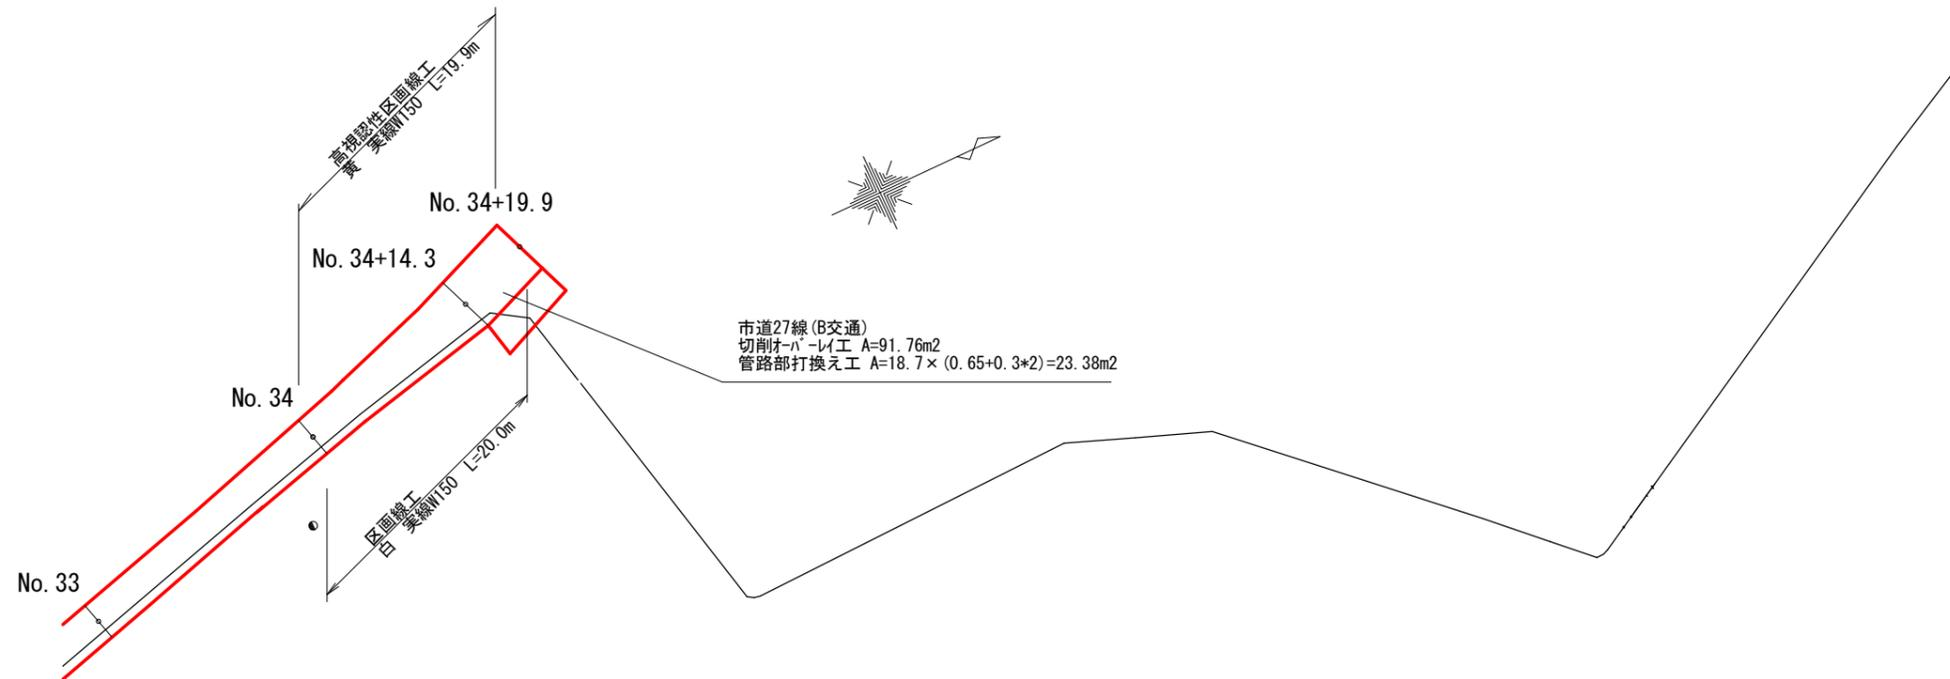 高視認性区画線工
黄　実線W150　L=19.9m
No.34+19.9
No.34+14.3
市道27線(B交通)
切削ｵｰﾊﾞｰﾚｲ工 A=91.76m2
管路部打換え工 A=18.7×(0.65+0.3*2)=23.38m2
No.34
区画線工
白　実線W150　L=20.0m
No.33